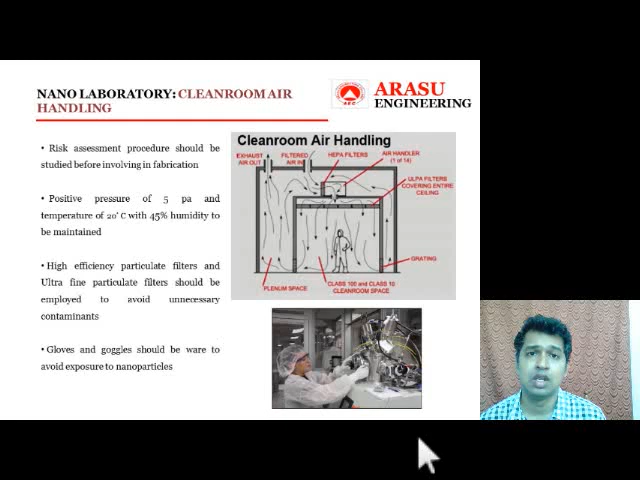 NANO LABORATORY: CLEANROOM AIR
HANDLING
ARASU
ENGINEERING
AEC
• Risk assessment procedure should be
studied before involving in fabrication
• Positive pressure of 5 pa and
temperature of 20˚ C with 45% humidity to
be maintained
• High efficiency particulate filters and
Ultra fine particulate filters should be
employed to avoid unnecessary
contaminants
• Gloves and goggles should be ware to
avoid exposure to nanoparticles
Cleanroom Air Handling
EXHAUST
AIR OUT
FILTERED
AIR IN
HEPA FILTERS
AIR HANDLER
(1 of 14)
ULPA FILTERS
COVERING ENTIRE
CEILING
GRATING
PLENUM SPACE
CLASS 100 and CLASS 10
CLEANROOM SPACE